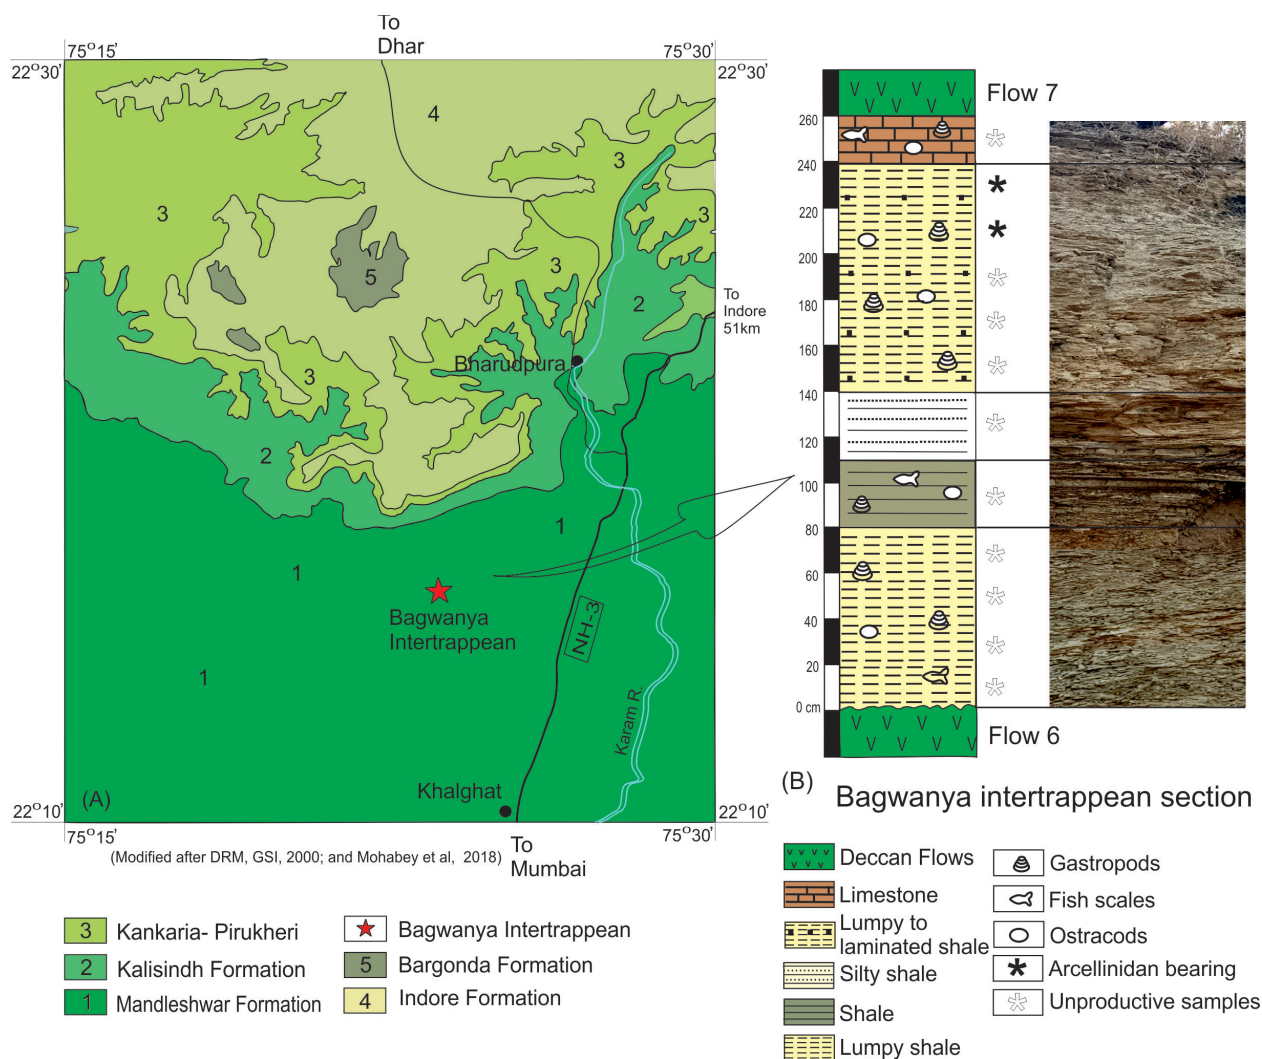 To
Dhar
75°15'
75°30'
22°30'
22°30'
4
3
3
3
3
5
2
To
Indore
51km
Bharudpura
3
2
1
1
Bagwanya
Intertrappean
NH-3
1
Karam R.
Khalghat
(A)
22°10'
22°10'
75°15'
75°30'
(Modified after DRM, GSI, 2000; and Mohabey et al, 2018)
To
Mumbai
3 Kankaria- Pirukheri
2 Kalisindh Formation
1 Mandleshwar Formation
Bagwanya Intertrappean
5 Bargonda Formation
4 Indore Formation
Flow 7
260
240
220
200
180
160
140
120
100
80
60
40
20
0 cm
Flow 6
(B) Bagwanya intertrappean section
Deccan Flows
Limestone
Lumpy to
laminated shale
Silty shale
Shale
Lumpy shale
Gastropods
Fish scales
Ostracods
Arcellinidan bearing
Unproductive samples